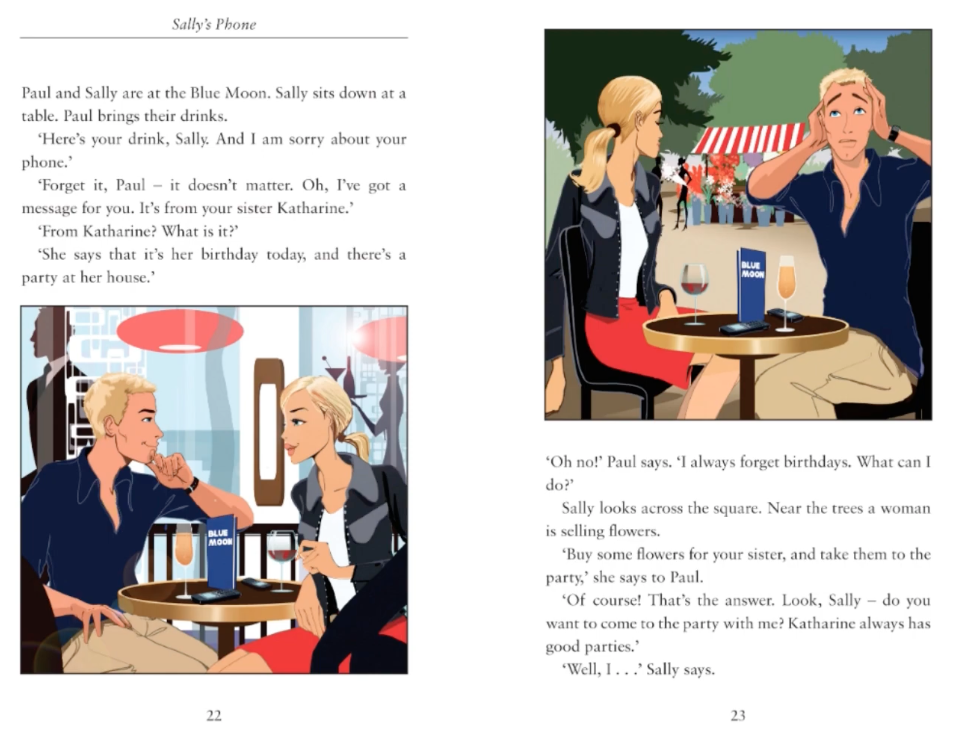 Sally's Phone
Paul and Sally are at the Blue Moon. Sally sits down at a
table. Paul brings their drinks.
'Here's your drink, Sally. And I am sorry about your
phone.'
'Forget it, Paul – it doesn't matter. Oh, I've got a
message for you. It's from your sister Katharine.'
'From Katharine? What is it?'
'She says that it's her birthday today, and there's a
party at her house.'
BLUE
MOON
22
BLUE
MOON
'Oh no!' Paul says. 'I always forget birthdays. What can I
do?'
Sally looks across the square. Near the trees a woman
is selling flowers.
'Buy some flowers for your sister, and take them to the
party,' she says to Paul.
'Of course! That's the answer. Look, Sally – do you
want to come to the party with me? Katharine always has
good parties.'
'Well, I . . .' Sally says.
23